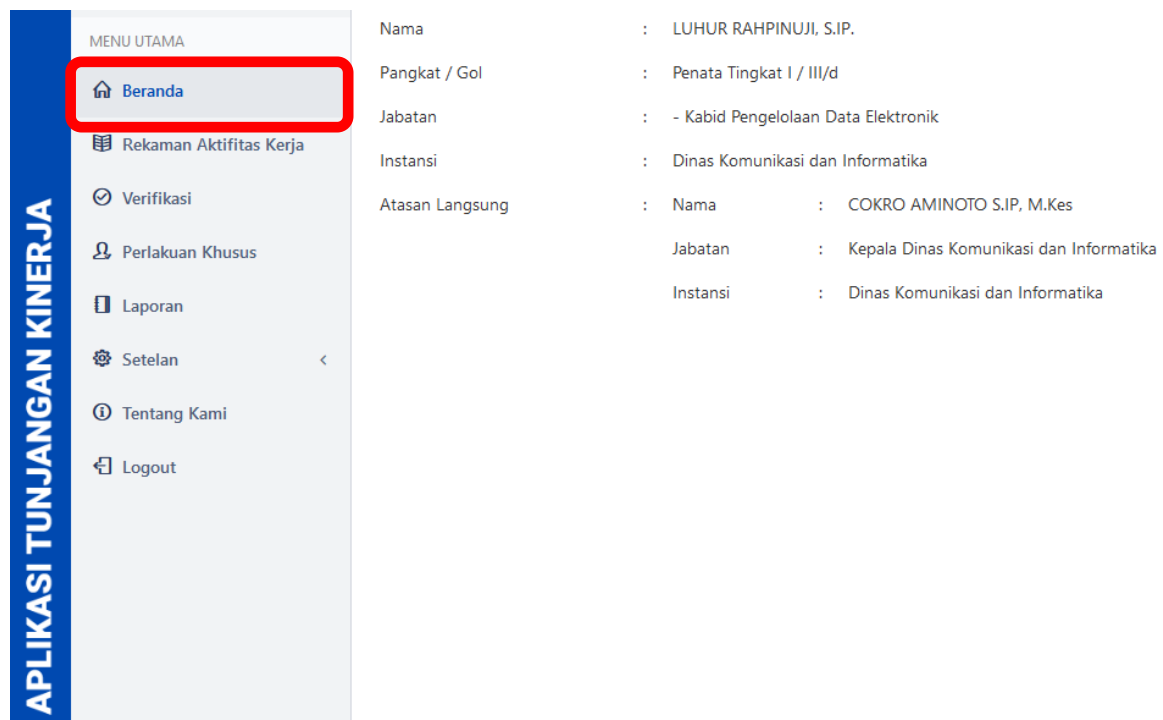 APLIKASI TUNJANGAN KINERJA
MENU UTAMA
Beranda
Rekaman Aktifitas Kerja
Verifikasi
Perlakuan Khusus
Laporan
Setelan <
Tentang Kami
Logout
Nama : LUHUR RAHPINUJI, S.IP.
Pangkat / Gol : Penata Tingkat I / III/d
Jabatan : - Kabid Pengelolaan Data Elektronik
Instansi : Dinas Komunikasi dan Informatika
Atasan Langsung : Nama : COKRO AMINOTO S.IP, M.Kes
Jabatan : Kepala Dinas Komunikasi dan Informatika
Instansi : Dinas Komunikasi dan Informatika